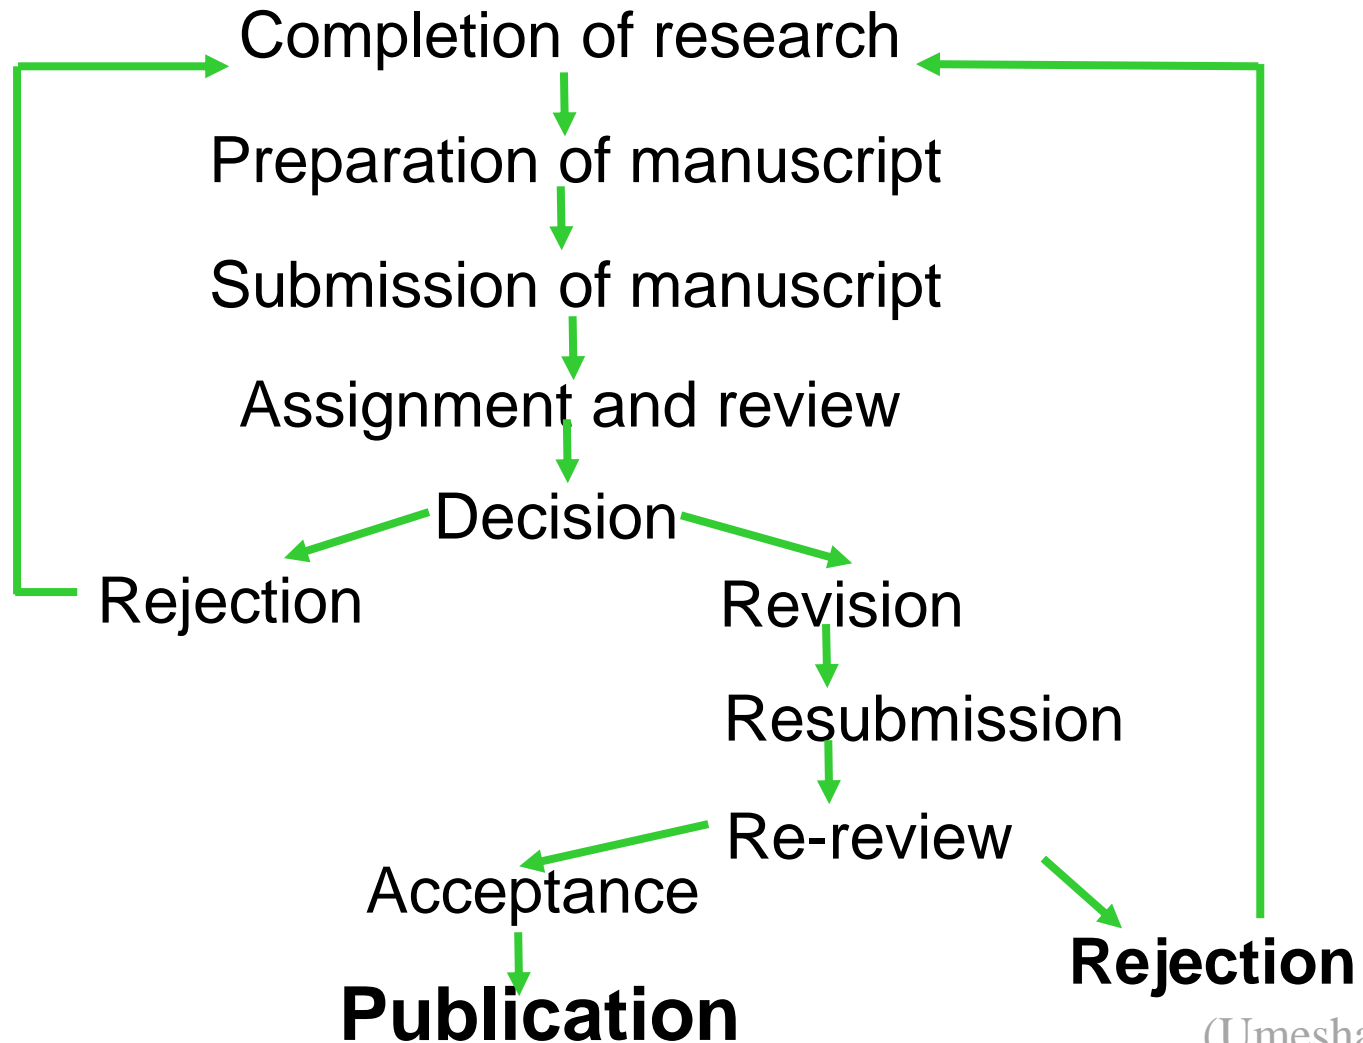 Completion of research
Preparation of manuscript
Submission of manuscript
Assignment and review
Decision
Rejection
Revision
Resubmission
Re-review
Acceptance
Rejection
Publication